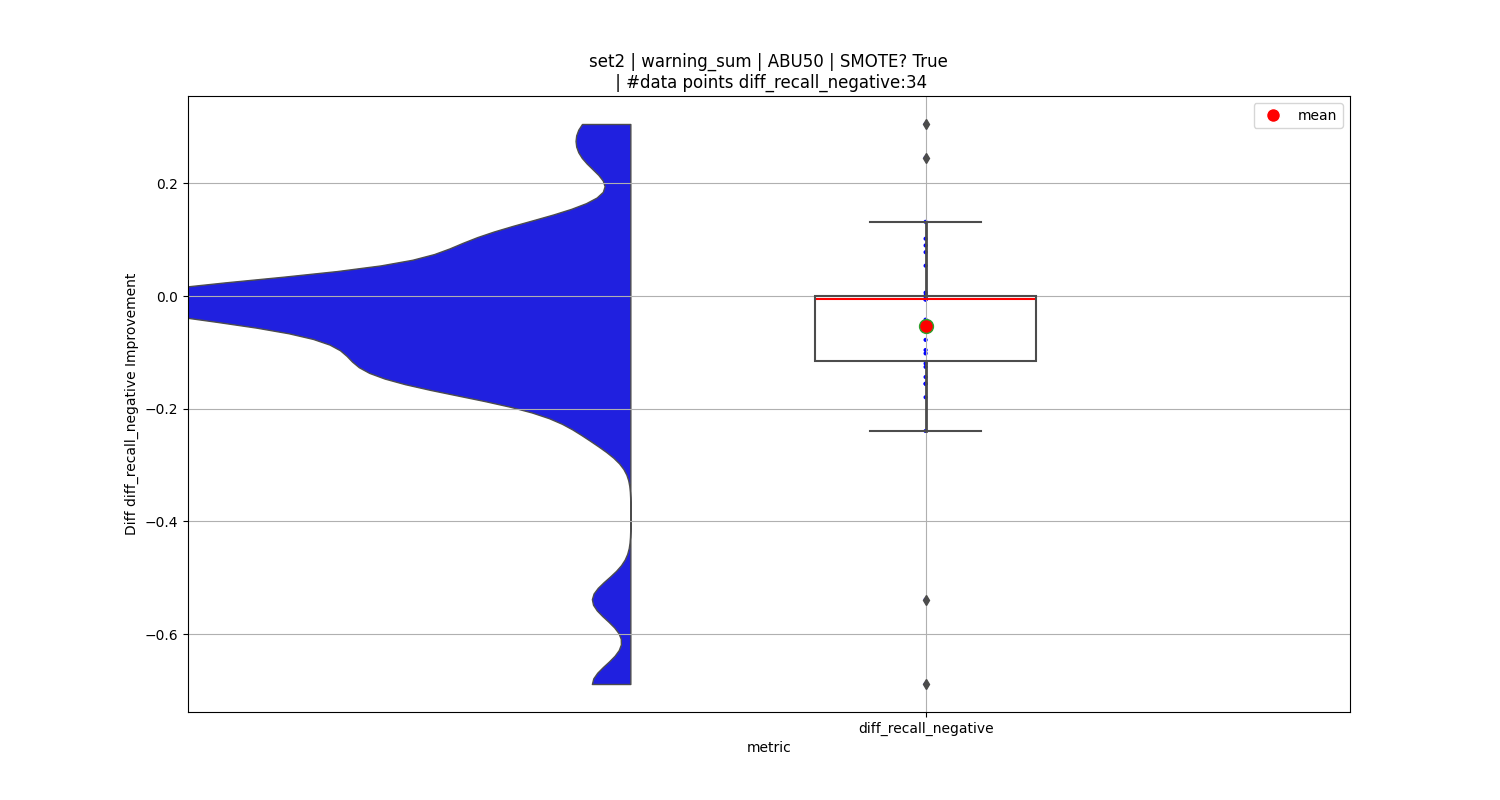 set2 | warning_sum | ABU50 | SMOTE? True
| #data points diff_recall_negative:34
mean
0.2
0.0
−0.2
−0.4
−0.6
Diff diff_recall_negative Improvement
diff_recall_negative
metric